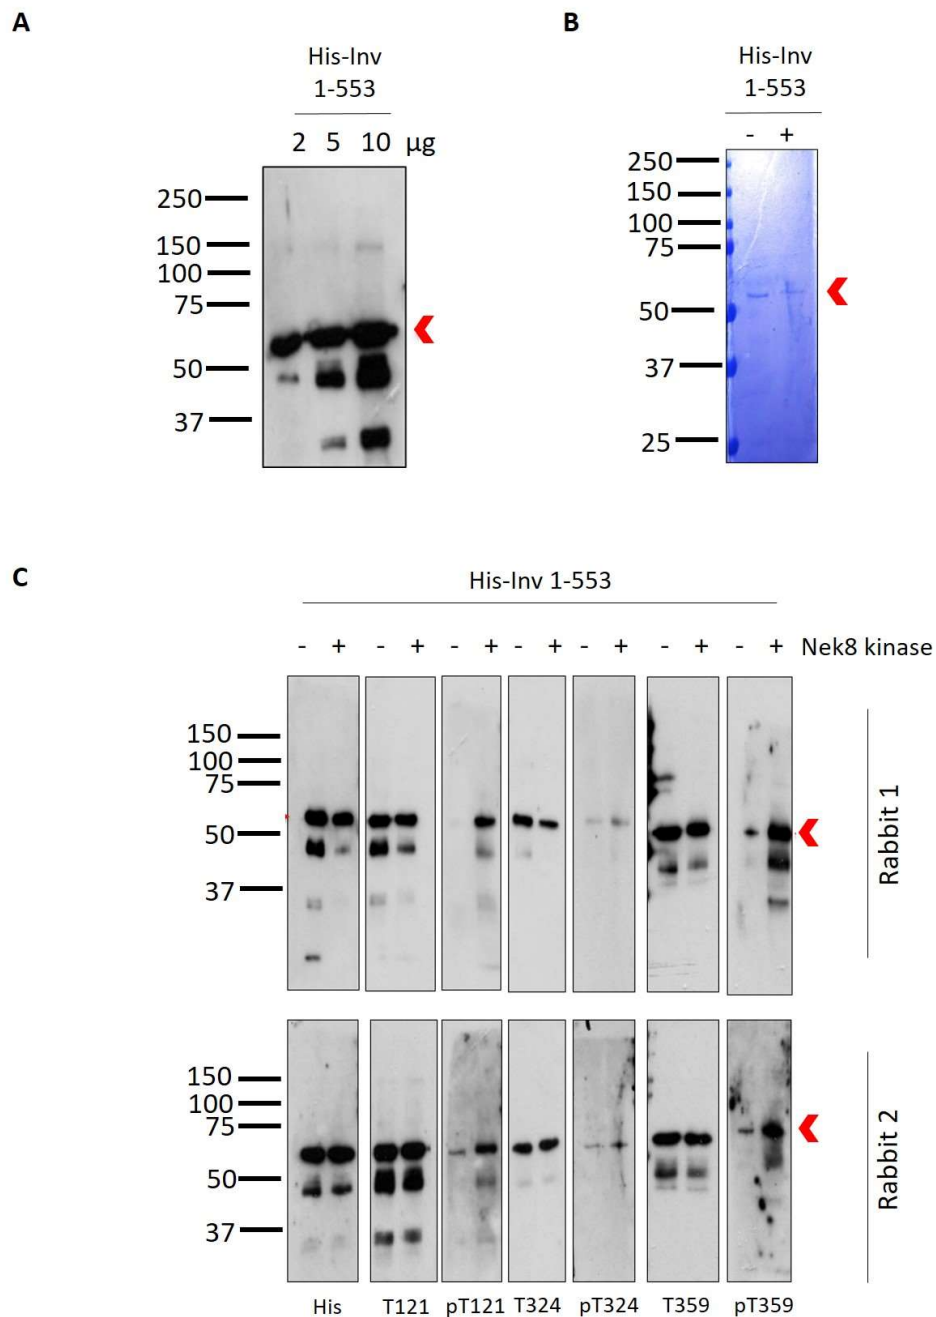 A
His-Inv
1-553
2 5 10 µg
250
150
100
75
50
37
B
His-Inv
1-553
- +
250
150
100
75
50
37
25
C
His-Inv 1-553
- + - + - + - + - + - + - + Nek8 kinase
150
100
75
50
37
Rabbit 1
150
100
75
50
37
Rabbit 2
His T121 pT121 T324 pT324 T359 pT359